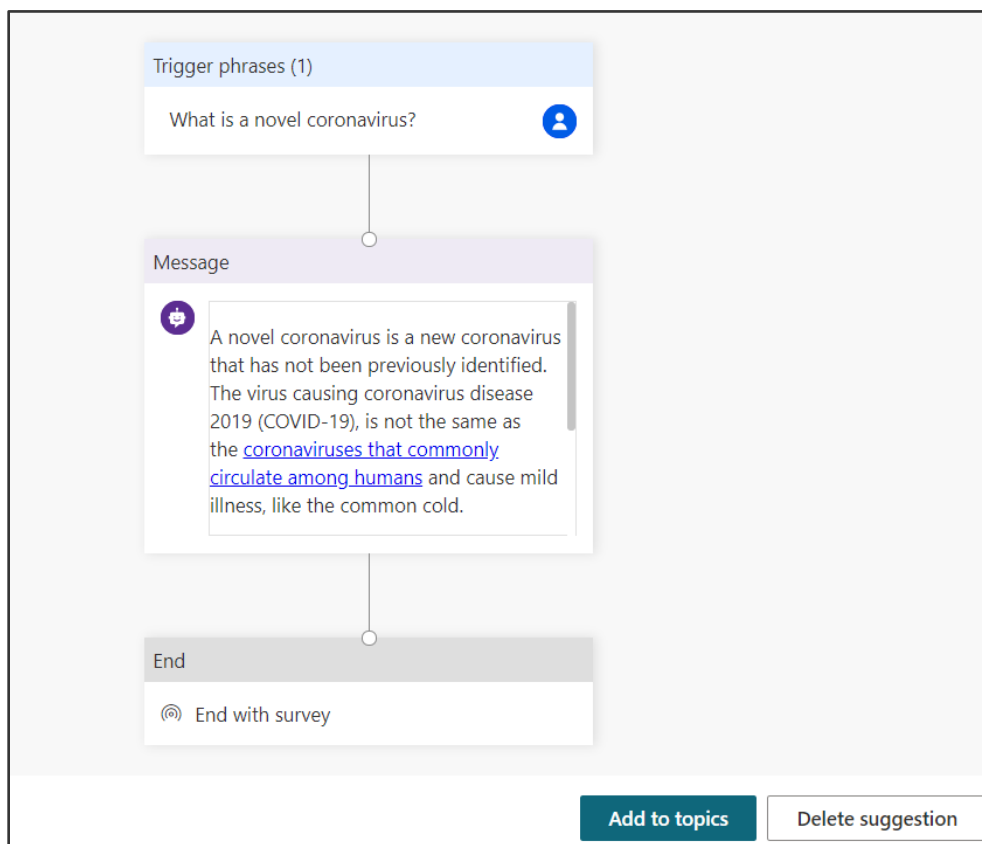 Trigger phrases (1)
What is a novel coronavirus?
Message
A novel coronavirus is a new coronavirus
that has not been previously identified.
The virus causing coronavirus disease
2019 (COVID-19), is not the same as
the coronaviruses that commonly
circulate among humans and cause mild
illness, like the common cold.
End
End with survey
Add to topics
Delete suggestion